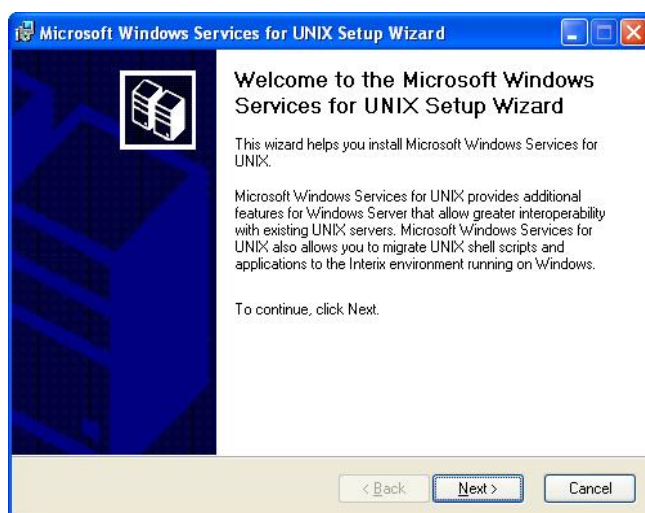 Microsoft Windows Services for UNIX Setup Wizard
Welcome to the Microsoft Windows
Services for UNIX Setup Wizard
This wizard helps you install Microsoft Windows Services for
UNIX.
Microsoft Windows Services for UNIX provides additional
features for Windows Server that allow greater interoperability
with existing UNIX servers. Microsoft Windows Services for
UNIX also allows you to migrate UNIX shell scripts and
applications to the Interix environment running on Windows.
To continue, click Next.
< Back Next > Cancel